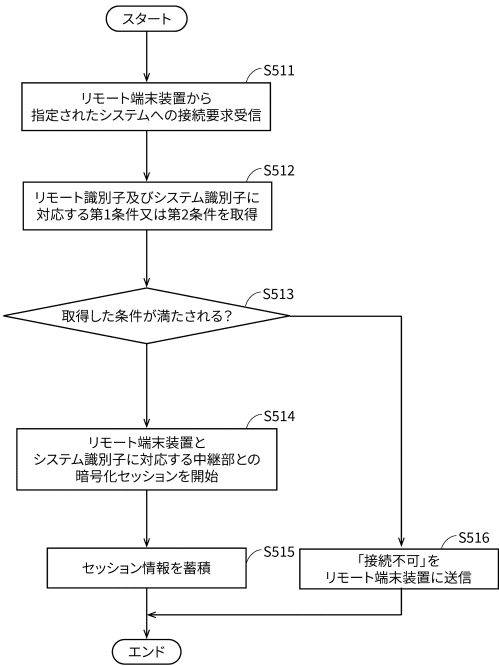 スタート
S511
リモート端末装置から
指定されたシステムへの接続要求受信
S512
リモート識別子及びシステム識別子に
対応する第1条件又は第2条件を取得
S513
取得した条件が満たされる?
S514
リモート端末装置と
システム識別子に対応する中継部との
暗号化セッションを開始
S515
セッション情報を蓄積
S516
「接続不可」を
リモート端末装置に送信
エンド